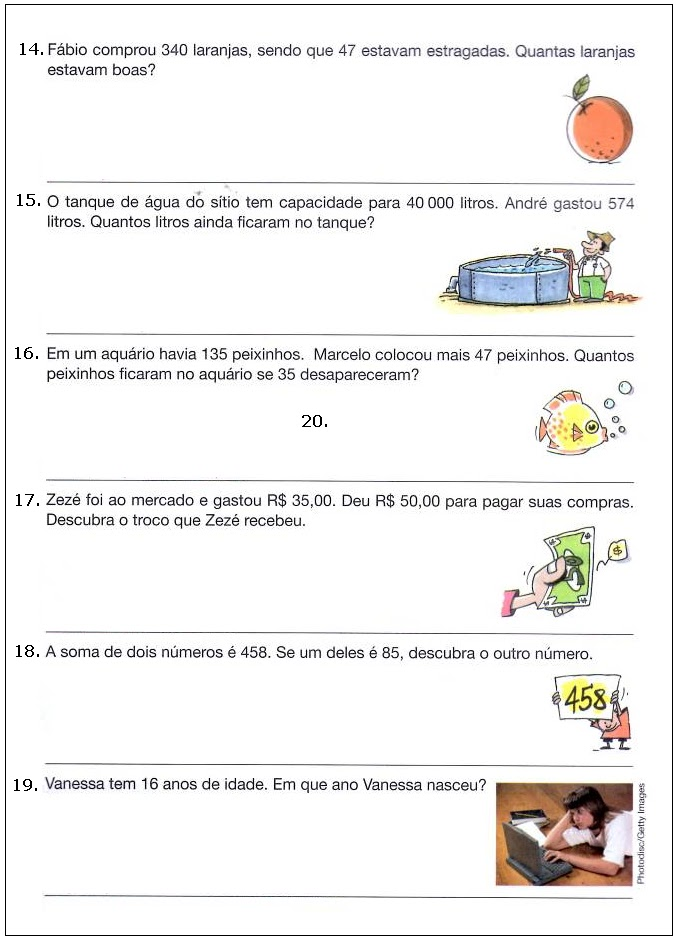 14. Fábio comprou 340 laranjas, sendo que 47 estavam estragadas. Quantas laranjas
estavam boas?
15. O tanque de água do sítio tem capacidade para 40 000 litros. André gastou 574
litros. Quantos litros ainda ficaram no tanque?
16. Em um aquário havia 135 peixinhos. Marcelo colocou mais 47 peixinhos. Quantos
peixinhos ficaram no aquário se 35 desapareceram?
20.
17. Zezé foi ao mercado e gastou R$ 35,00. Deu R$ 50,00 para pagar suas compras.
Descubra o troco que Zezé recebeu.
$
18. A soma de dois números é 458. Se um deles é 85, descubra o outro número.
458
19. Vanessa tem 16 anos de idade. Em que ano Vanessa nasceu?
Photodisc/Getty Images